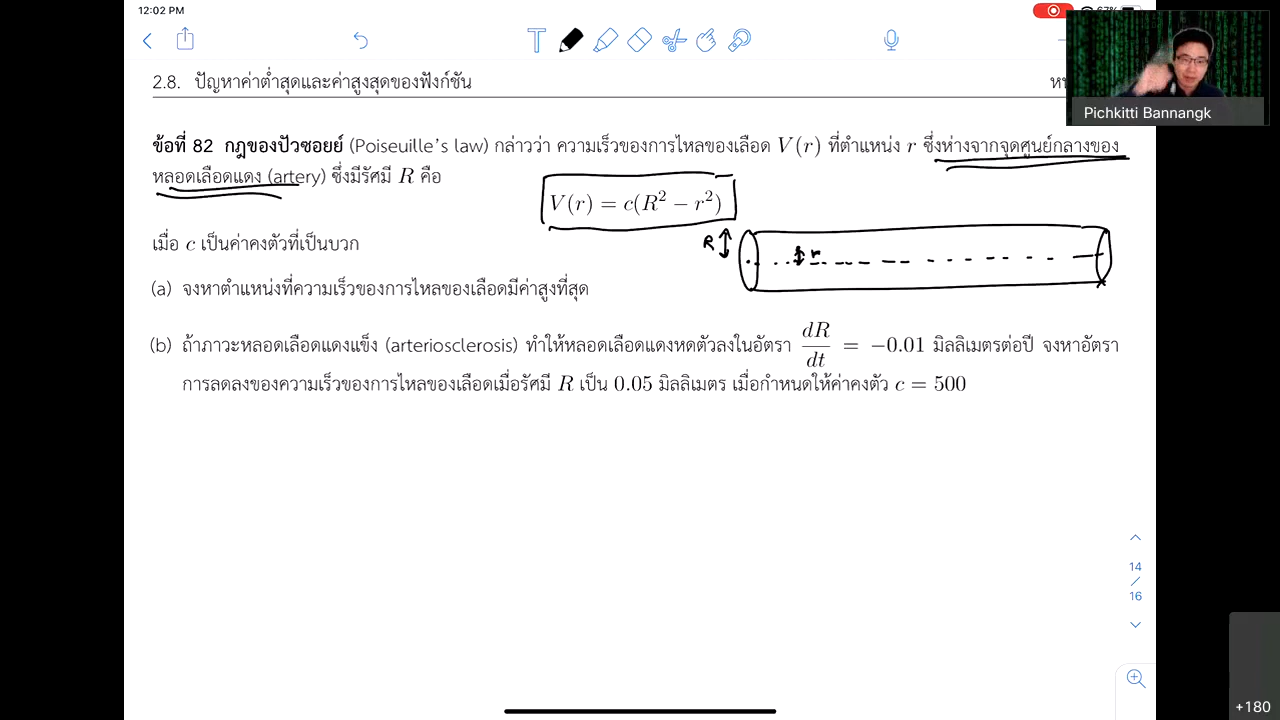 12:02 PM
67%
Pichkitti Bannangk
2.8. ปัญหาค่าต่ำสุดและค่าสูงสุดของฟังก์ชัน
ข้อที่ 82 กฎของปัวซอยย์ (Poiseuille's law) กล่าวว่า ความเร็วของการไหลของเลือด V(r) ที่ตำแหน่ง r ซึ่งห่างจากจุดศูนย์กลางของ
หลอดเลือดแดง (artery) ซึ่งมีรัศมี R คือ
V(r) = c(R² − r²)
R
r
เมื่อ c เป็นค่าคงตัวที่เป็นบวก
(a) จงหาตำแหน่งที่ความเร็วของการไหลของเลือดมีค่าสูงที่สุด
(b) ถ้าภาวะหลอดเลือดแดงแข็ง (arteriosclerosis) ทำให้หลอดเลือดแดงหดตัวลงในอัตรา dR/dt = −0.01 มิลลิเมตรต่อปี จงหาอัตรา
การลดลงของความเร็วของการไหลของเลือดเมื่อรัศมี R เป็น 0.05 มิลลิเมตร เมื่อกำหนดให้ค่าคงตัว c = 500
14
/
16
+180